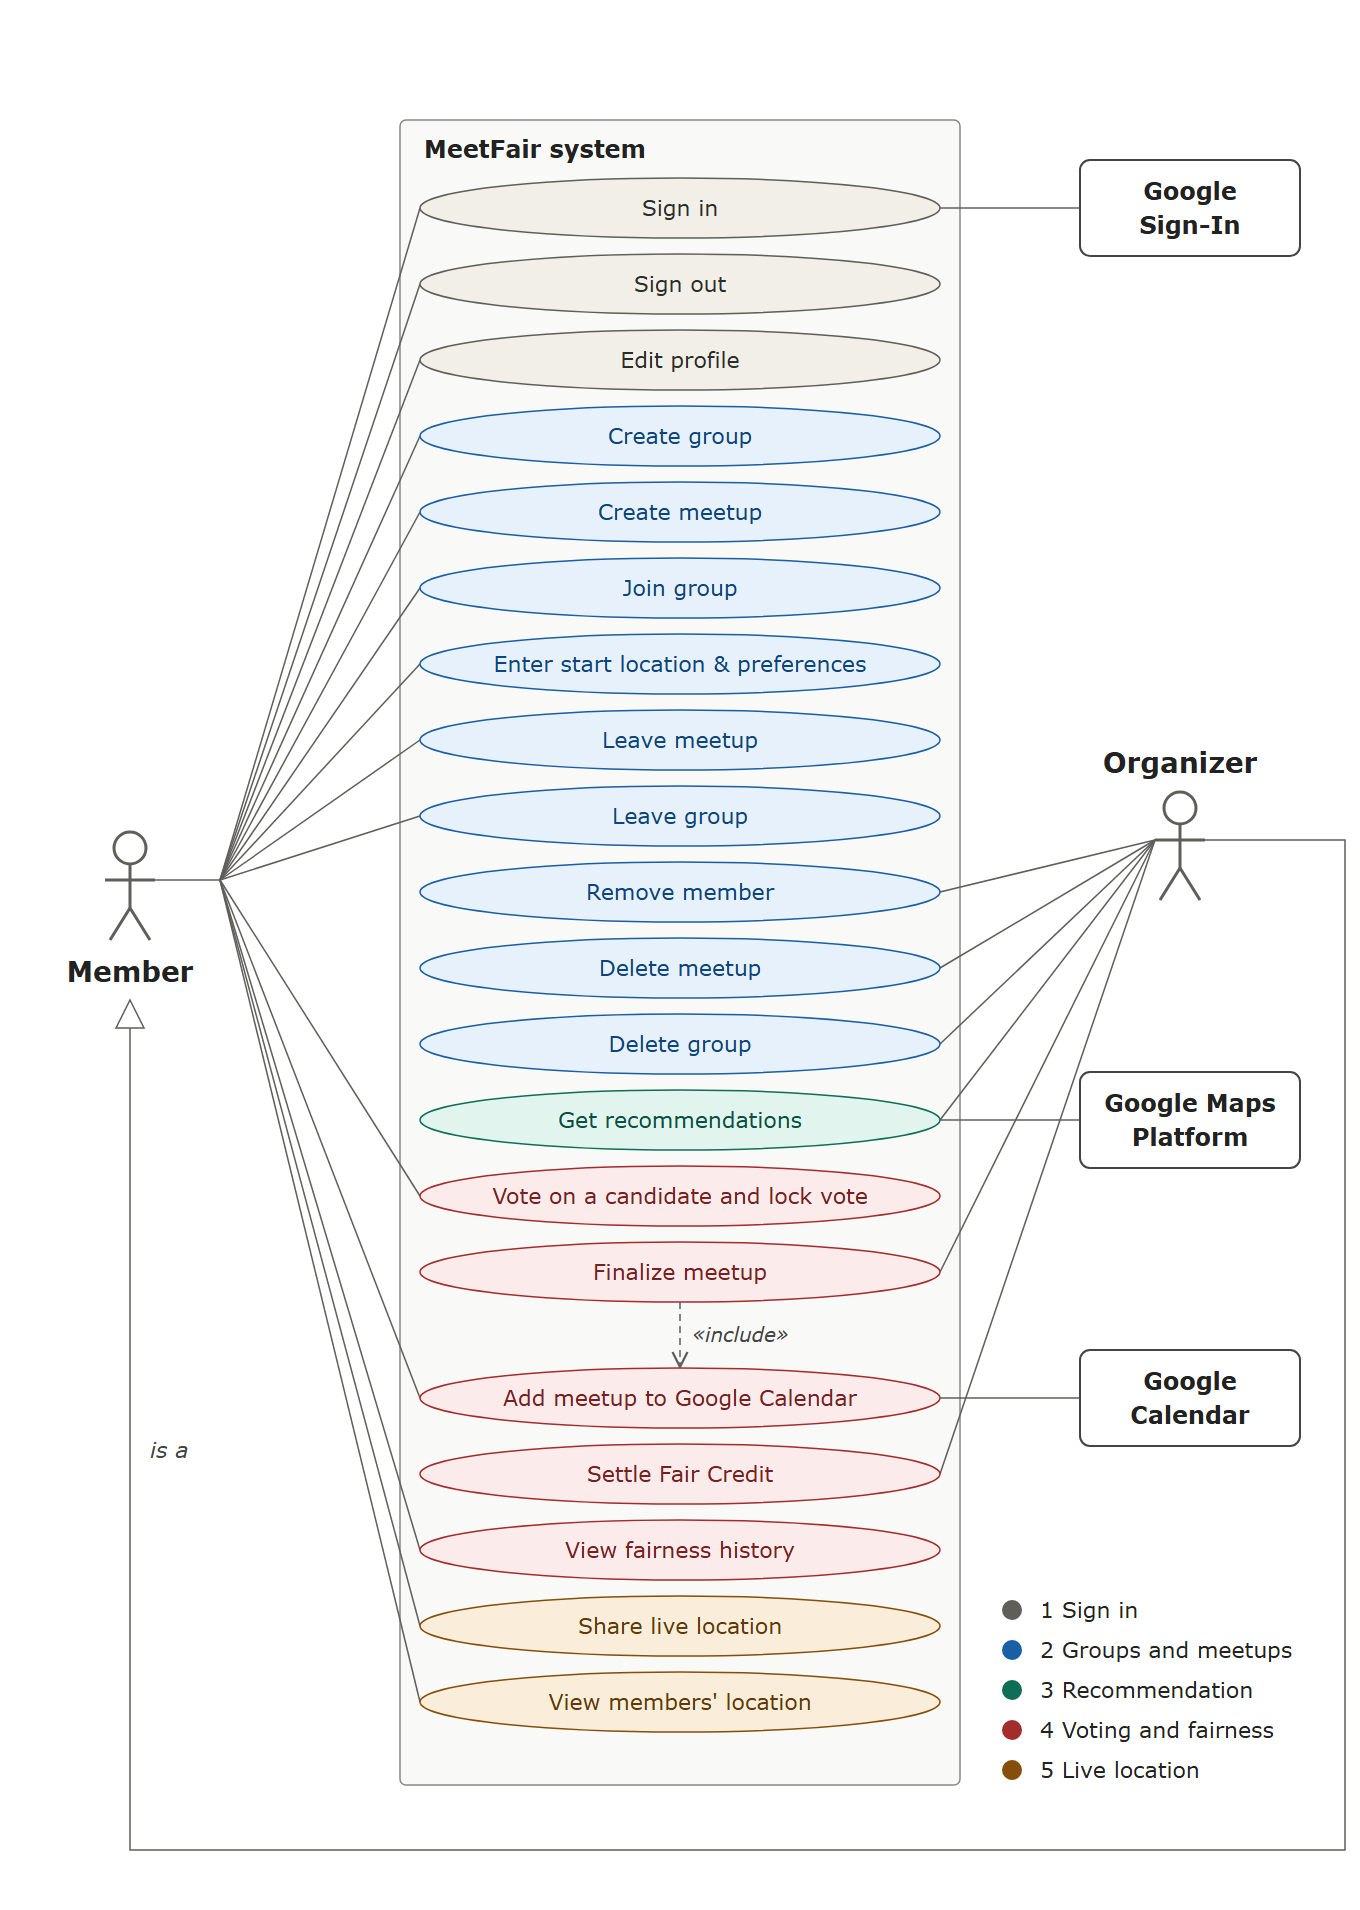 MeetFair system
Sign in
Google
Sign-In
Sign out
Edit profile
Create group
Create meetup
Join group
Enter start location & preferences
Leave meetup
Organizer
Leave group
Remove member
Member
Delete meetup
Delete group
Get recommendations
Google Maps
Platform
Vote on a candidate and lock vote
Finalize meetup
«include»
Add meetup to Google Calendar
Google
Calendar
is a
Settle Fair Credit
View fairness history
Share live location
View members' location
1 Sign in
2 Groups and meetups
3 Recommendation
4 Voting and fairness
5 Live location